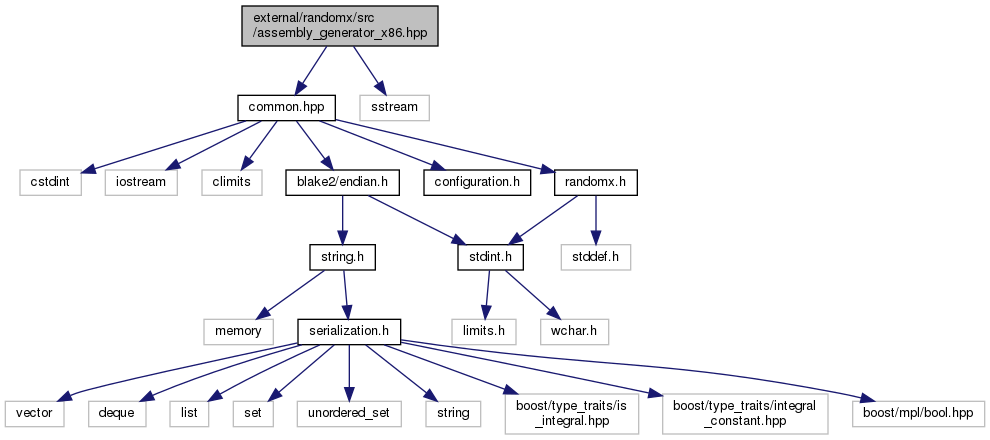 external/randomx/src
/assembly_generator_x86.hpp
common.hpp
sstream
cstdint
iostream
climits
blake2/endian.h
configuration.h
randomx.h
string.h
stdint.h
stddef.h
memory
serialization.h
limits.h
wchar.h
vector
deque
list
set
unordered_set
string
boost/type_traits/is
_integral.hpp
boost/type_traits/integral
_constant.hpp
boost/mpl/bool.hpp